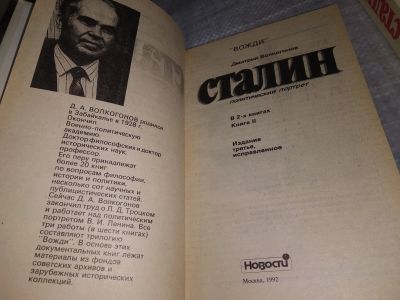 Д. А. ВОЛКОГОНОВ родился
в Забайкалье в 1928 г.
Окончил
Военно-политическую
академию.
Доктор философских и доктор
исторических наук,
профессор.
Его перу принадлежат
более 20 книг
по вопросам философии,
истории и политики,
несколько сот научных и
публицистических статей.
Сейчас Д. А. Волкогонов
закончил труд о Л. Д. Троцком
и работает над политическим
портретом В. И. Ленина. Все
три работы (в шести книгах)
составляют трилогию
"Вожди". В основе этих
документальных книг лежат
материалы из фондов
советских архивов и
зарубежных исторических
коллекций.
"ВОЖДИ"
Дмитрий Волкогонов
сталин
политический портрет
В 2-х книгах
Книга II
Издание
третье,
исправленное
Новости
Москва, 1992